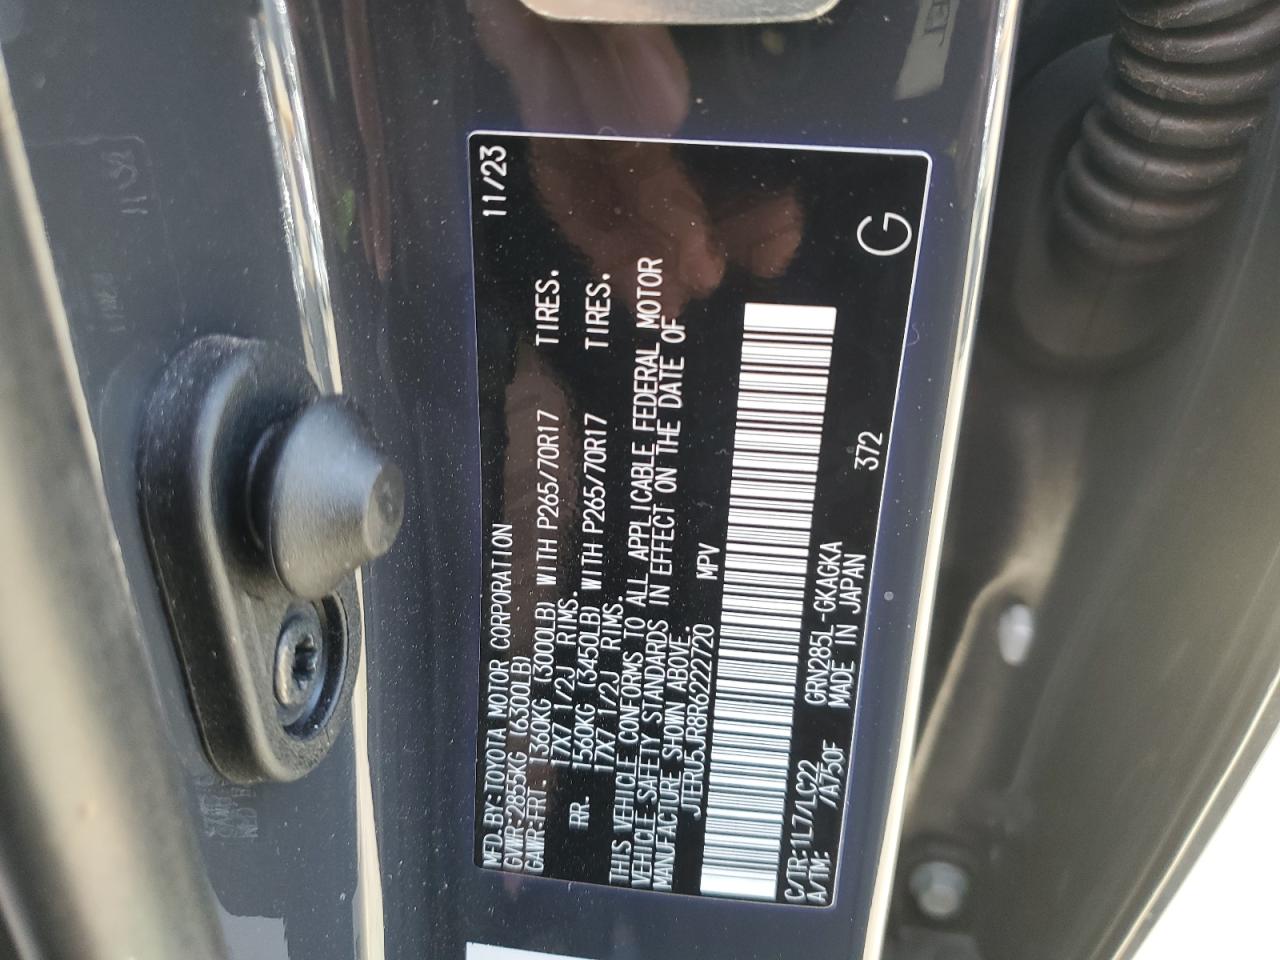 MFD.BY:TOYOTA MOTOR CORPORATION 11/23
GVWR:2855KG (6300LB)
GAWR:FRT. 1360KG (3000LB) WITH P265/70R17 TIRES.
17X7 1/2J RIMS.
RR. 1560KG (3450LB) WITH P265/70R17 TIRES.
17X7 1/2J RIMS.
THIS VEHICLE CONFORMS TO ALL APPLICABLE FEDERAL MOTOR
VEHICLE SAFETY STANDARDS IN EFFECT ON THE DATE OF
MANUFACTURE SHOWN ABOVE.
JTERU5JR8R6222720 MPV
C/TR:1L7/LC22 GRN285L-GKAGKA 372 G
A/TM: /A750F MADE IN JAPAN